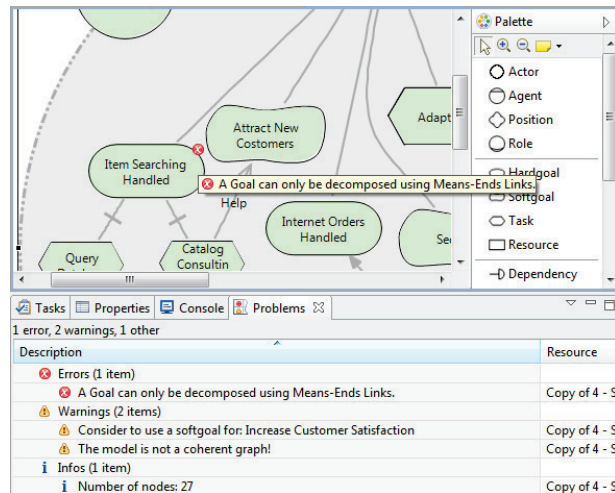 Palette
Actor
Agent
Position
Role
Hardgoal
Softgoal
Task
Resource
Dependency
Attract New
Customers
Adapt
Item Searching
Handled
A Goal can only be decomposed using Means-Ends Links.
Help
Internet Orders
Handled
Query
Catalog
Consultin
Tasks Properties Console Problems
1 error, 2 warnings, 1 other
Description Resource
Errors (1 item)
A Goal can only be decomposed using Means-Ends Links. Copy of 4 - S
Warnings (2 items)
Consider to use a softgoal for: Increase Customer Satisfaction Copy of 4 - S
The model is not a coherent graph! Copy of 4 - S
Infos (1 item)
Number of nodes: 27 Copy of 4 - S